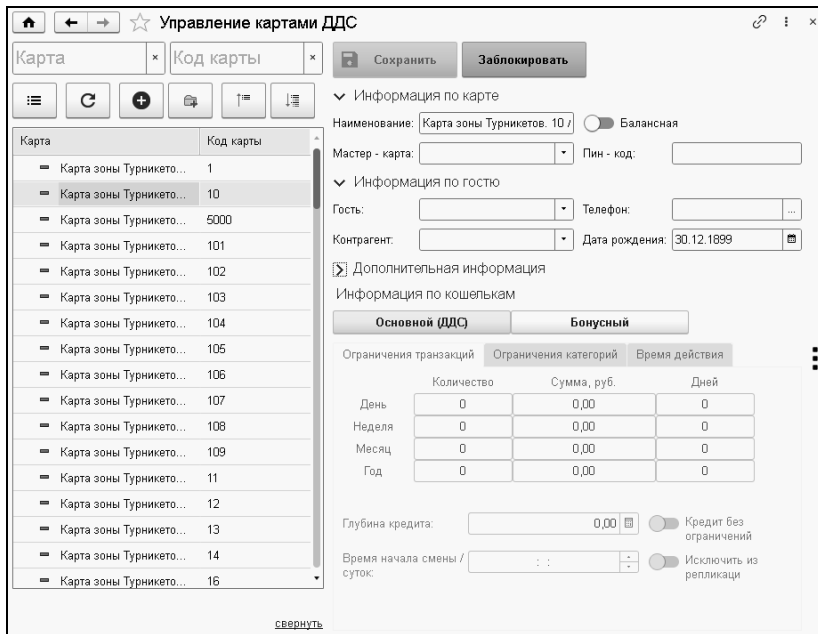 Управление картами ДДС
Карта
Код карты
Сохранить
Заблокировать
Информация по карте
Наименование: Карта зоны Турникетов. 10 /
Балансная
Мастер - карта:
Пин - код:
Информация по гостю
Гость:
Телефон:
...
Контрагент:
Дата рождения: 30.12.1899
Дополнительная информация
Информация по кошелькам
Основной (ДДС)
Бонусный
Ограничения транзакций
Ограничения категорий
Время действия
Количество Сумма, руб. Дней
День 0 0,00 0
Неделя 0 0,00 0
Месяц 0 0,00 0
Год 0 0,00 0
Глубина кредита: 0,00
Кредит без
ограничений
Время начала смены /
суток: : :
Исключить из
репликаци
Карта Код карты
Карта зоны Турникето... 1
Карта зоны Турникето... 10
Карта зоны Турникето... 5000
Карта зоны Турникето... 101
Карта зоны Турникето... 102
Карта зоны Турникето... 103
Карта зоны Турникето... 104
Карта зоны Турникето... 105
Карта зоны Турникето... 106
Карта зоны Турникето... 107
Карта зоны Турникето... 108
Карта зоны Турникето... 109
Карта зоны Турникето... 11
Карта зоны Турникето... 12
Карта зоны Турникето... 13
Карта зоны Турникето... 14
Карта зоны Турникето... 16
свернуть